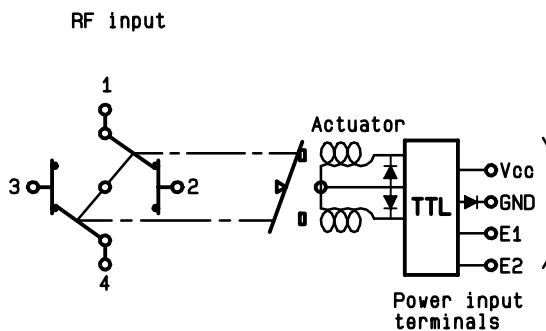 RF input
1
Actuator
3
2
4
TTL
Vcc
GND
E1
E2
Power input
terminals